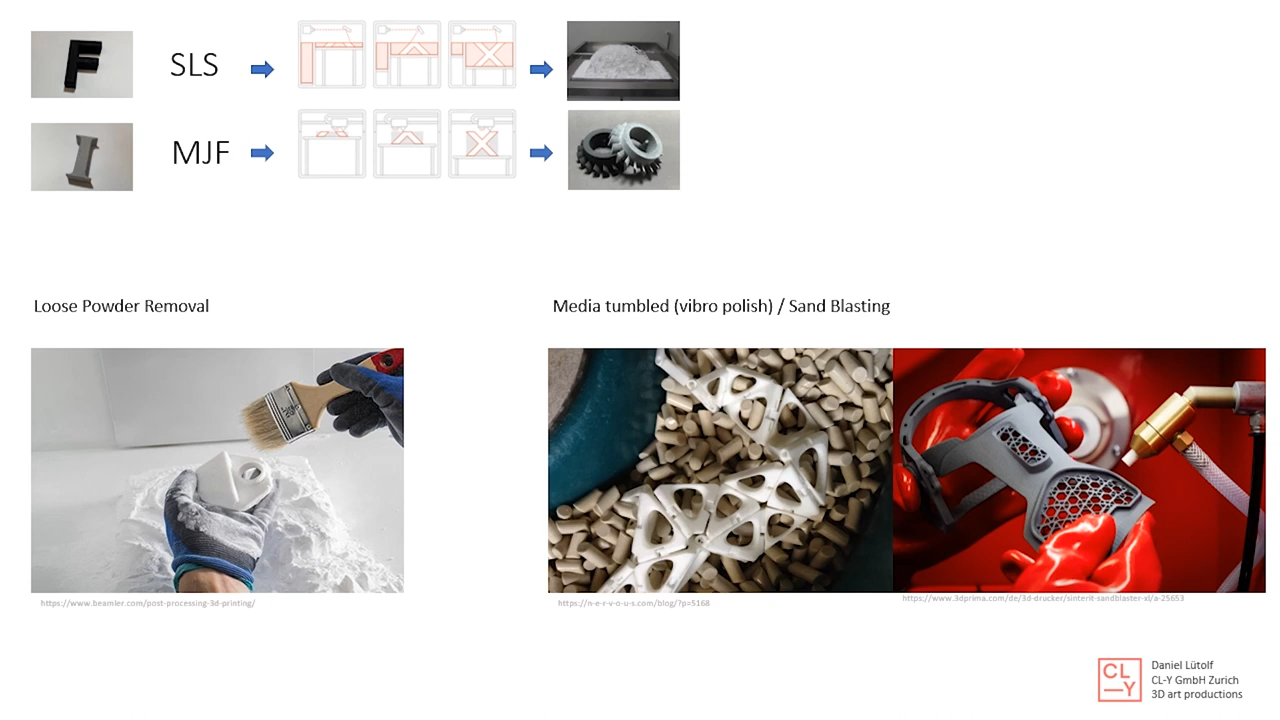 SLS
MJF
Loose Powder Removal
Media tumbled (vibro polish) / Sand Blasting
https://www.beamler.com/post-processing-3d-printing/
https://n-e-r-v-o-u-s.com/blog/?p=5168
https://www.3dprima.com/de/3d-drucker/sinterit-sandblaster-xl/a-25653
CL
—Y
Daniel Lütolf
CL-Y GmbH Zurich
3D art productions